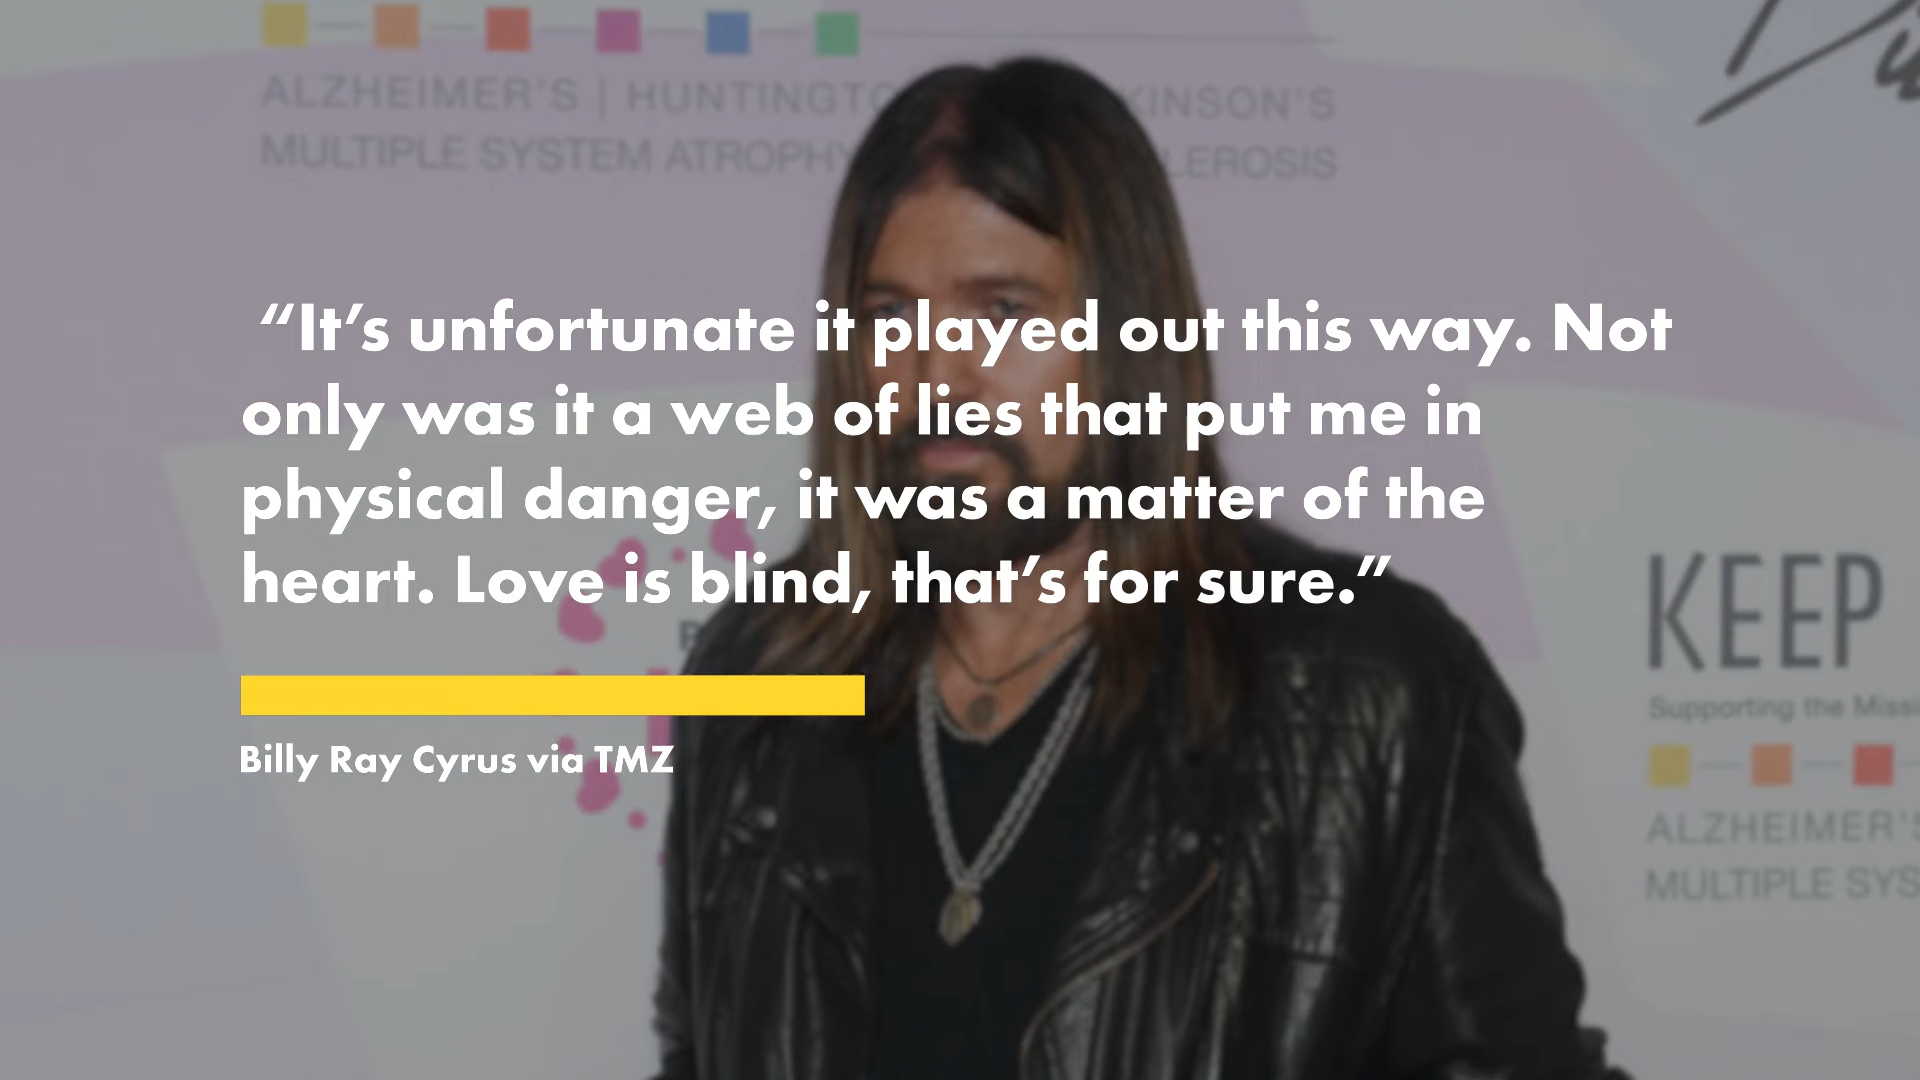 ALZHEIMER'S | HUNTINGTO KINSON'S
MULTIPLE SYSTEM ATROPHY LEROSIS
“It’s unfortunate it played out this way. Not
only was it a web of lies that put me in
physical danger, it was a matter of the
heart. Love is blind, that’s for sure.”
Billy Ray Cyrus via TMZ
KEEP
Supporting the Missi
ALZHEIMER'S
MULTIPLE SYS